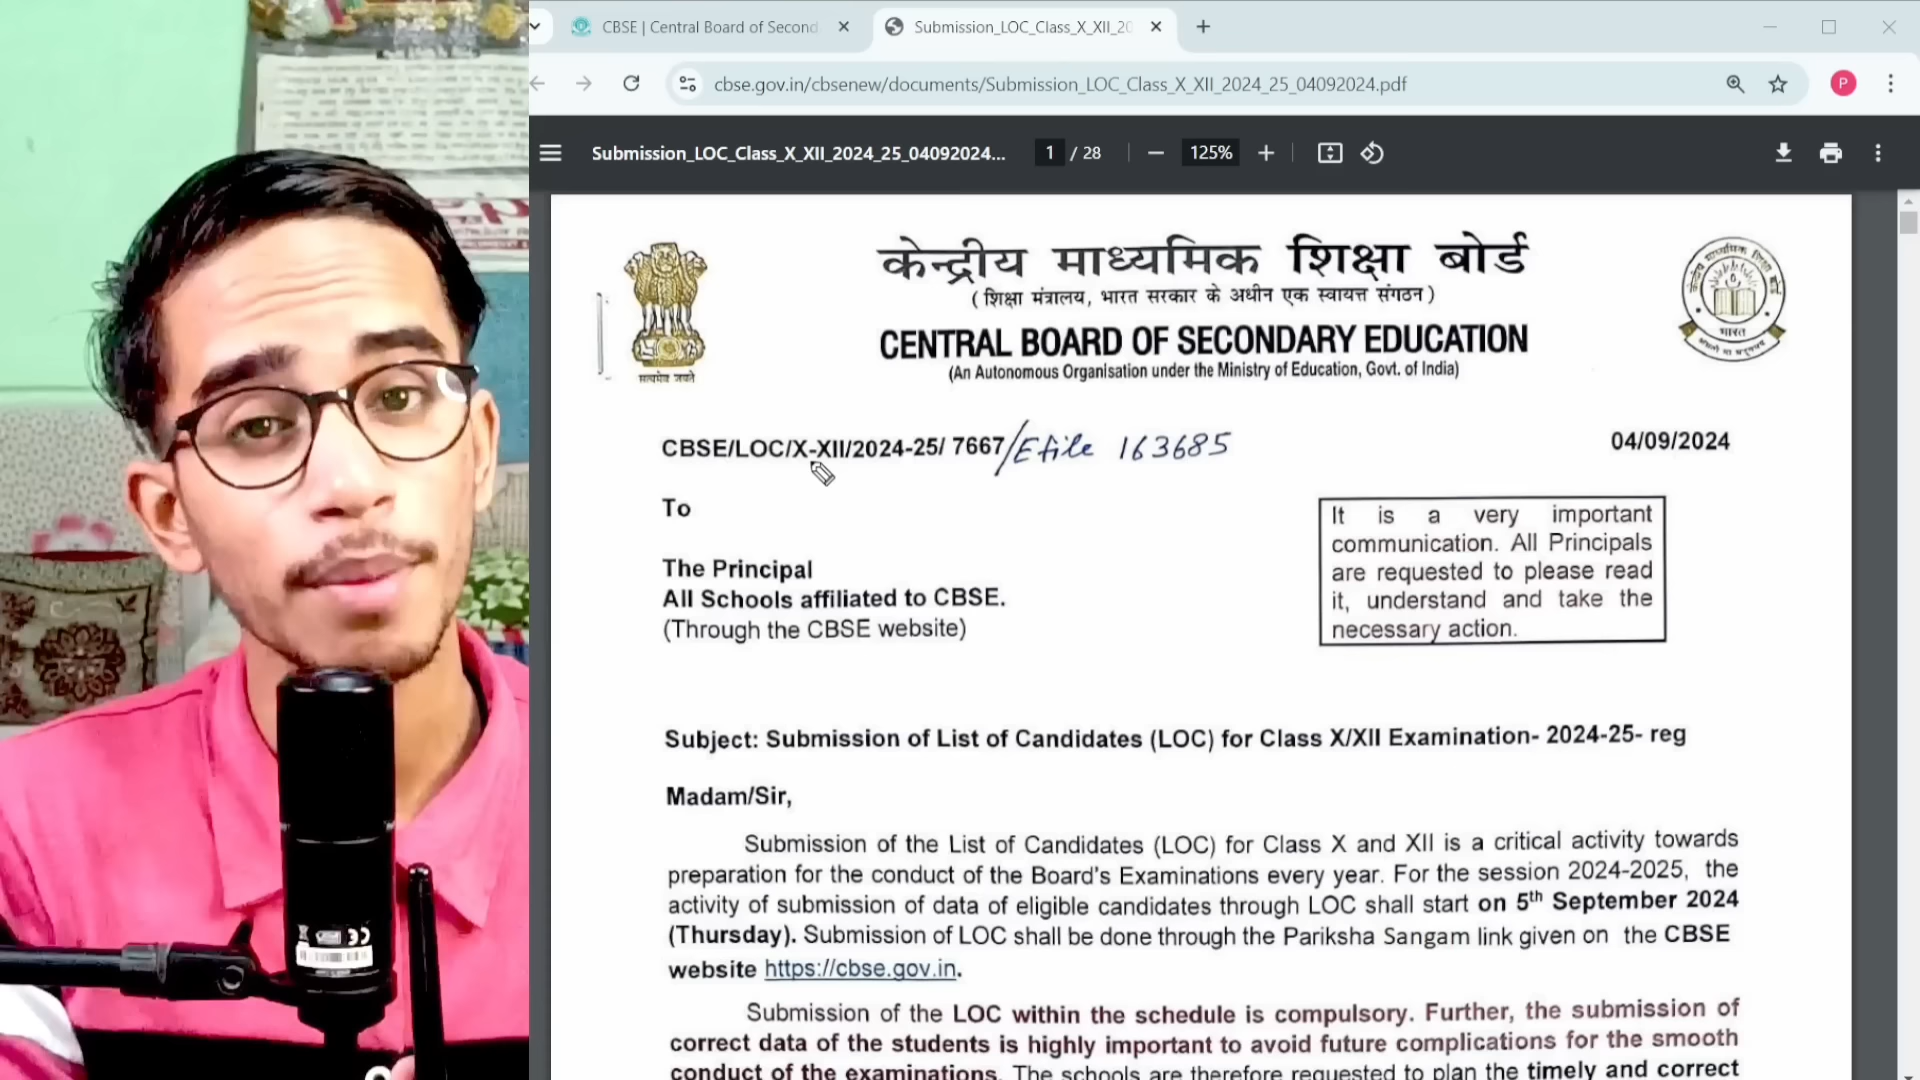 CBSE | Central Board of Second
Submission_LOC_Class_X_XII_20
cbse.gov.in/cbsenew/documents/Submission_LOC_Class_X_XII_2024_25_04092024.pdf
P
Submission_LOC_Class_X_XII_2024_25_04092024... 1 / 28 125%
केन्द्रीय माध्यमिक शिक्षा बोर्ड
(शिक्षा मंत्रालय, भारत सरकार के अधीन एक स्वायत्त संगठन)
CENTRAL BOARD OF SECONDARY EDUCATION
(An Autonomous Organisation under the Ministry of Education, Govt. of India)
सत्यमेव जयते
भारत
CBSE/LOC/X-XII/2024-25/ 7667/Efile 163685
04/09/2024
To
The Principal
All Schools affiliated to CBSE.
(Through the CBSE website)
It is a very important
communication. All Principals
are requested to please read
it, understand and take the
necessary action.
Subject: Submission of List of Candidates (LOC) for Class X/XII Examination- 2024-25- reg
Madam/Sir,
Submission of the List of Candidates (LOC) for Class X and XII is a critical activity towards
preparation for the conduct of the Board's Examinations every year. For the session 2024-2025, the
activity of submission of data of eligible candidates through LOC shall start on 5th September 2024
(Thursday). Submission of LOC shall be done through the Pariksha Sangam link given on the CBSE
website https://cbse.gov.in.
Submission of the LOC within the schedule is compulsory. Further, the submission of
correct data of the students is highly important to avoid future complications for the smooth
conduct of the examinations. The schools are therefore requested to plan the timely and correct